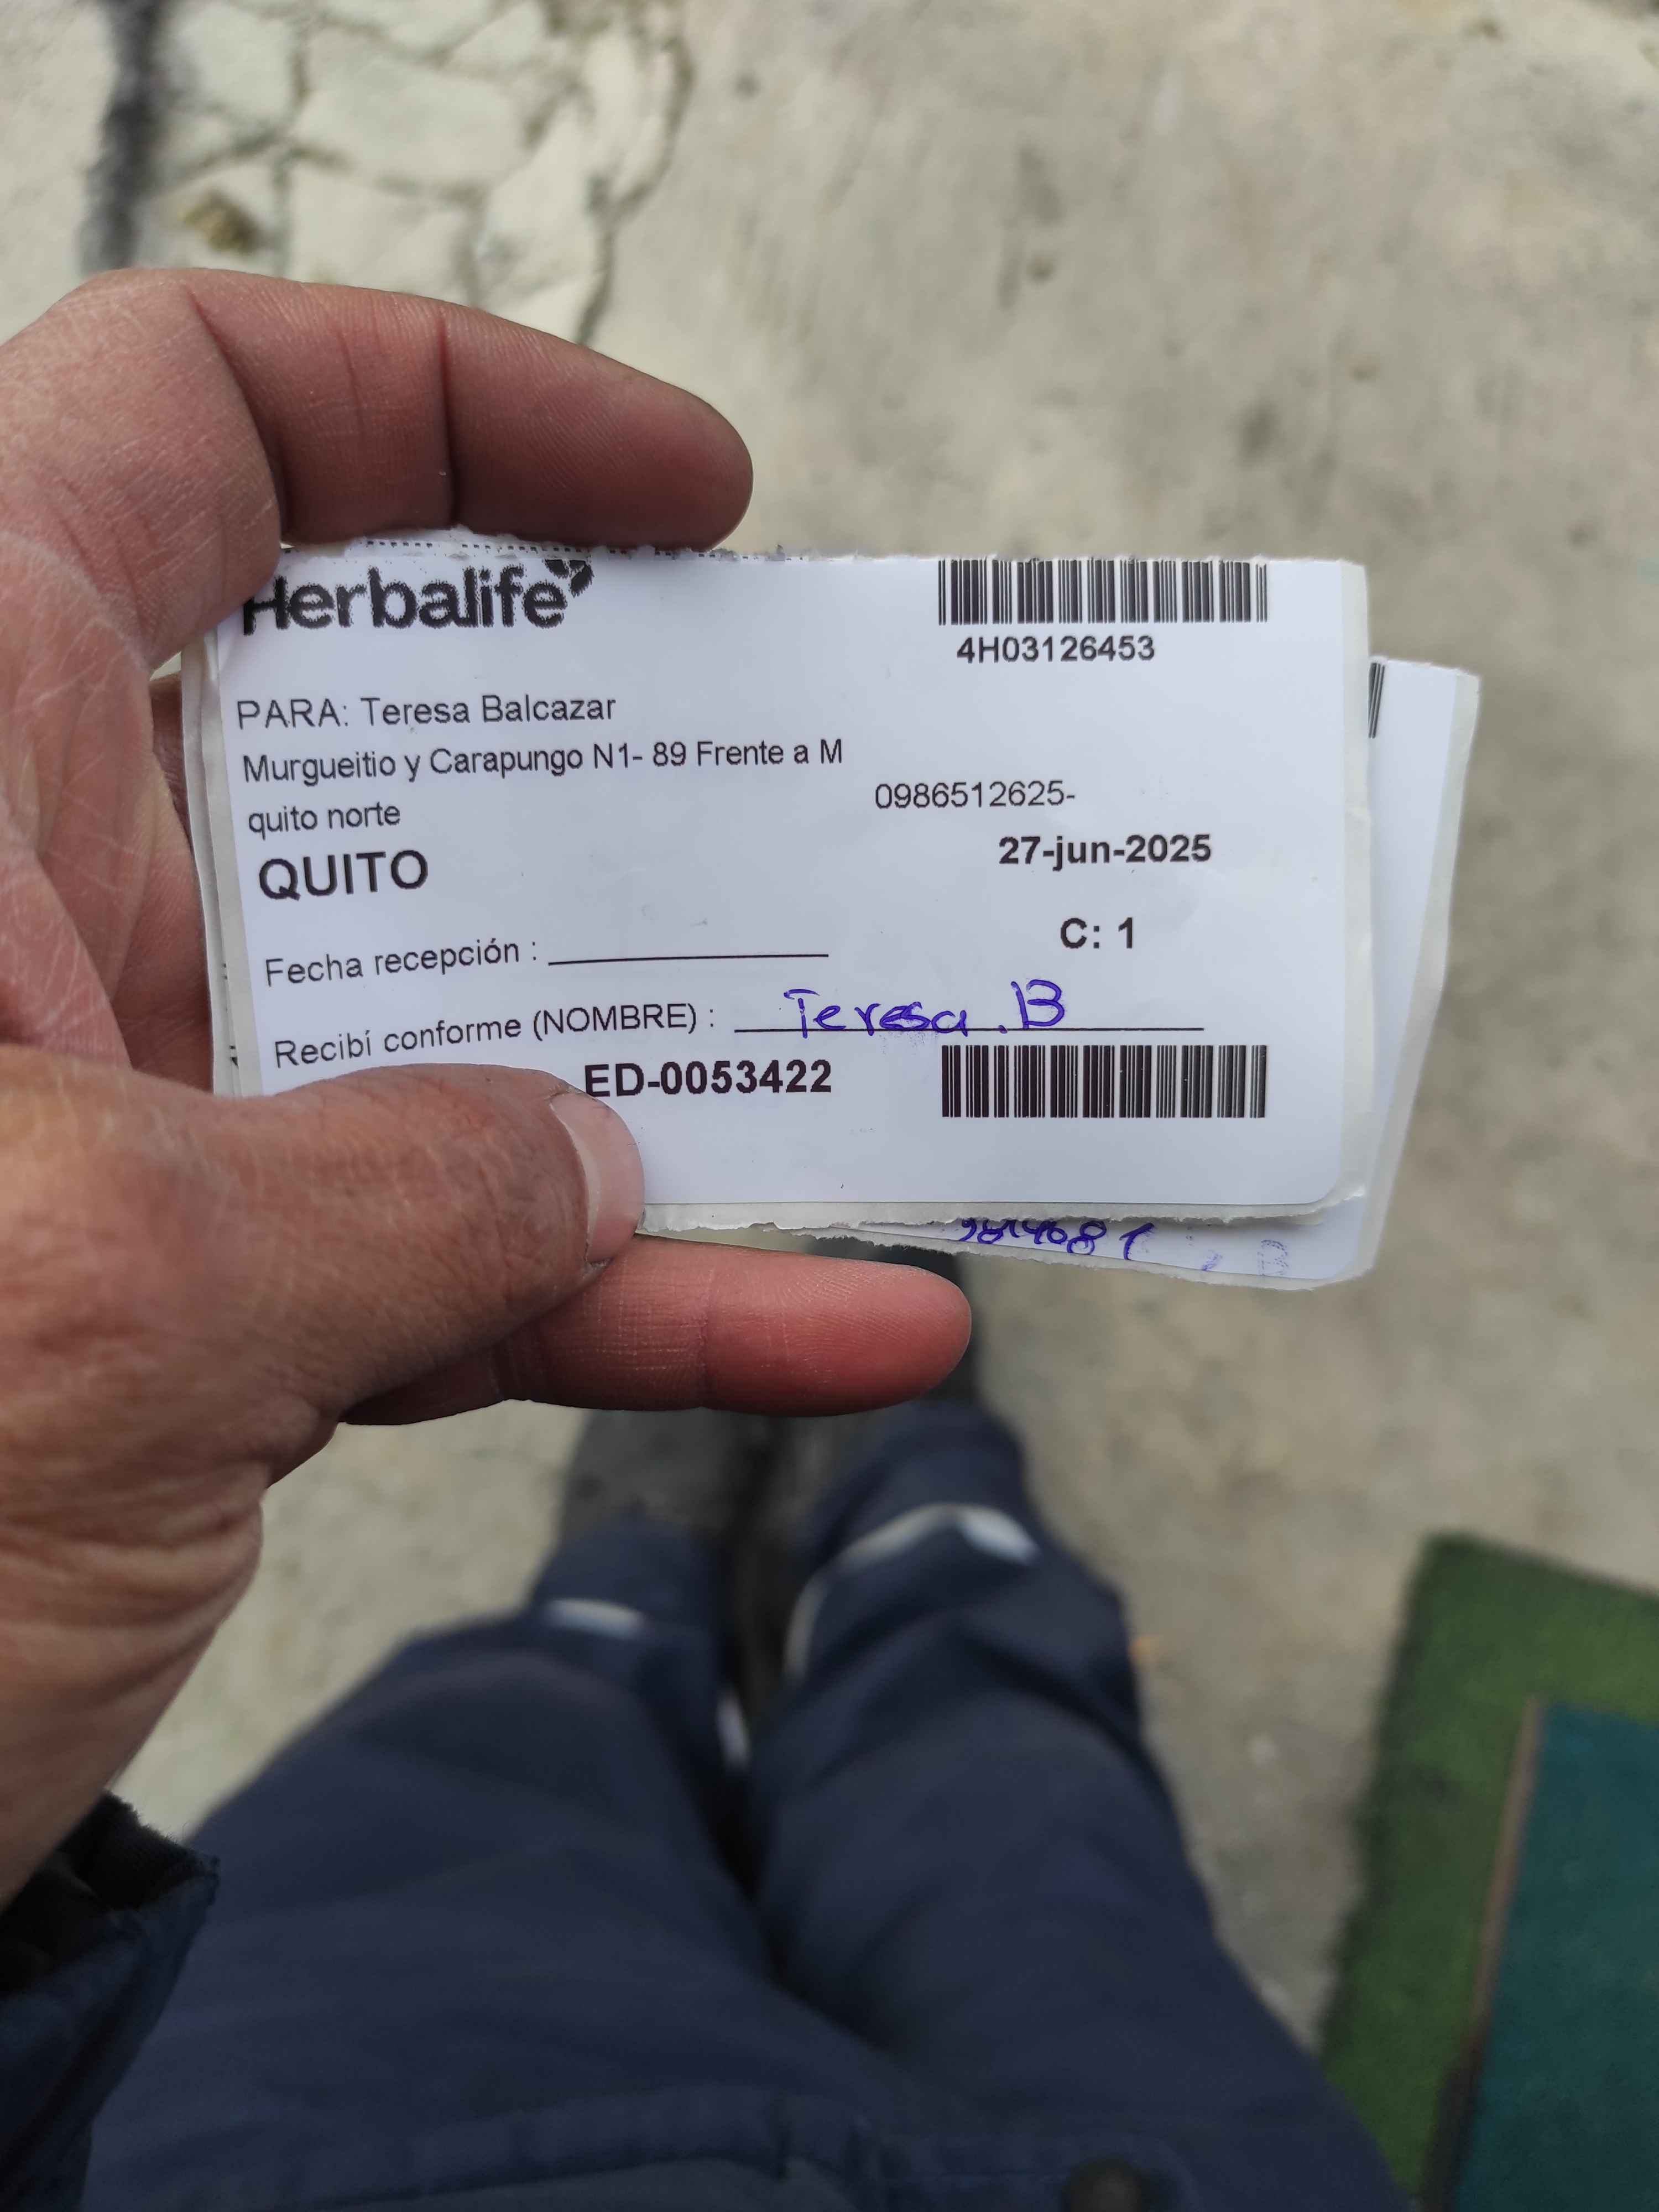 Herbalife
4H03126453
PARA: Teresa Balcazar
Murgueitio y Carapungo N1- 89 Frente a M
0986512625-
quito norte
27-jun-2025
QUITO
C: 1
Fecha recepción :
Recibí conforme (NOMBRE) : Teresa.B
ED-0053422